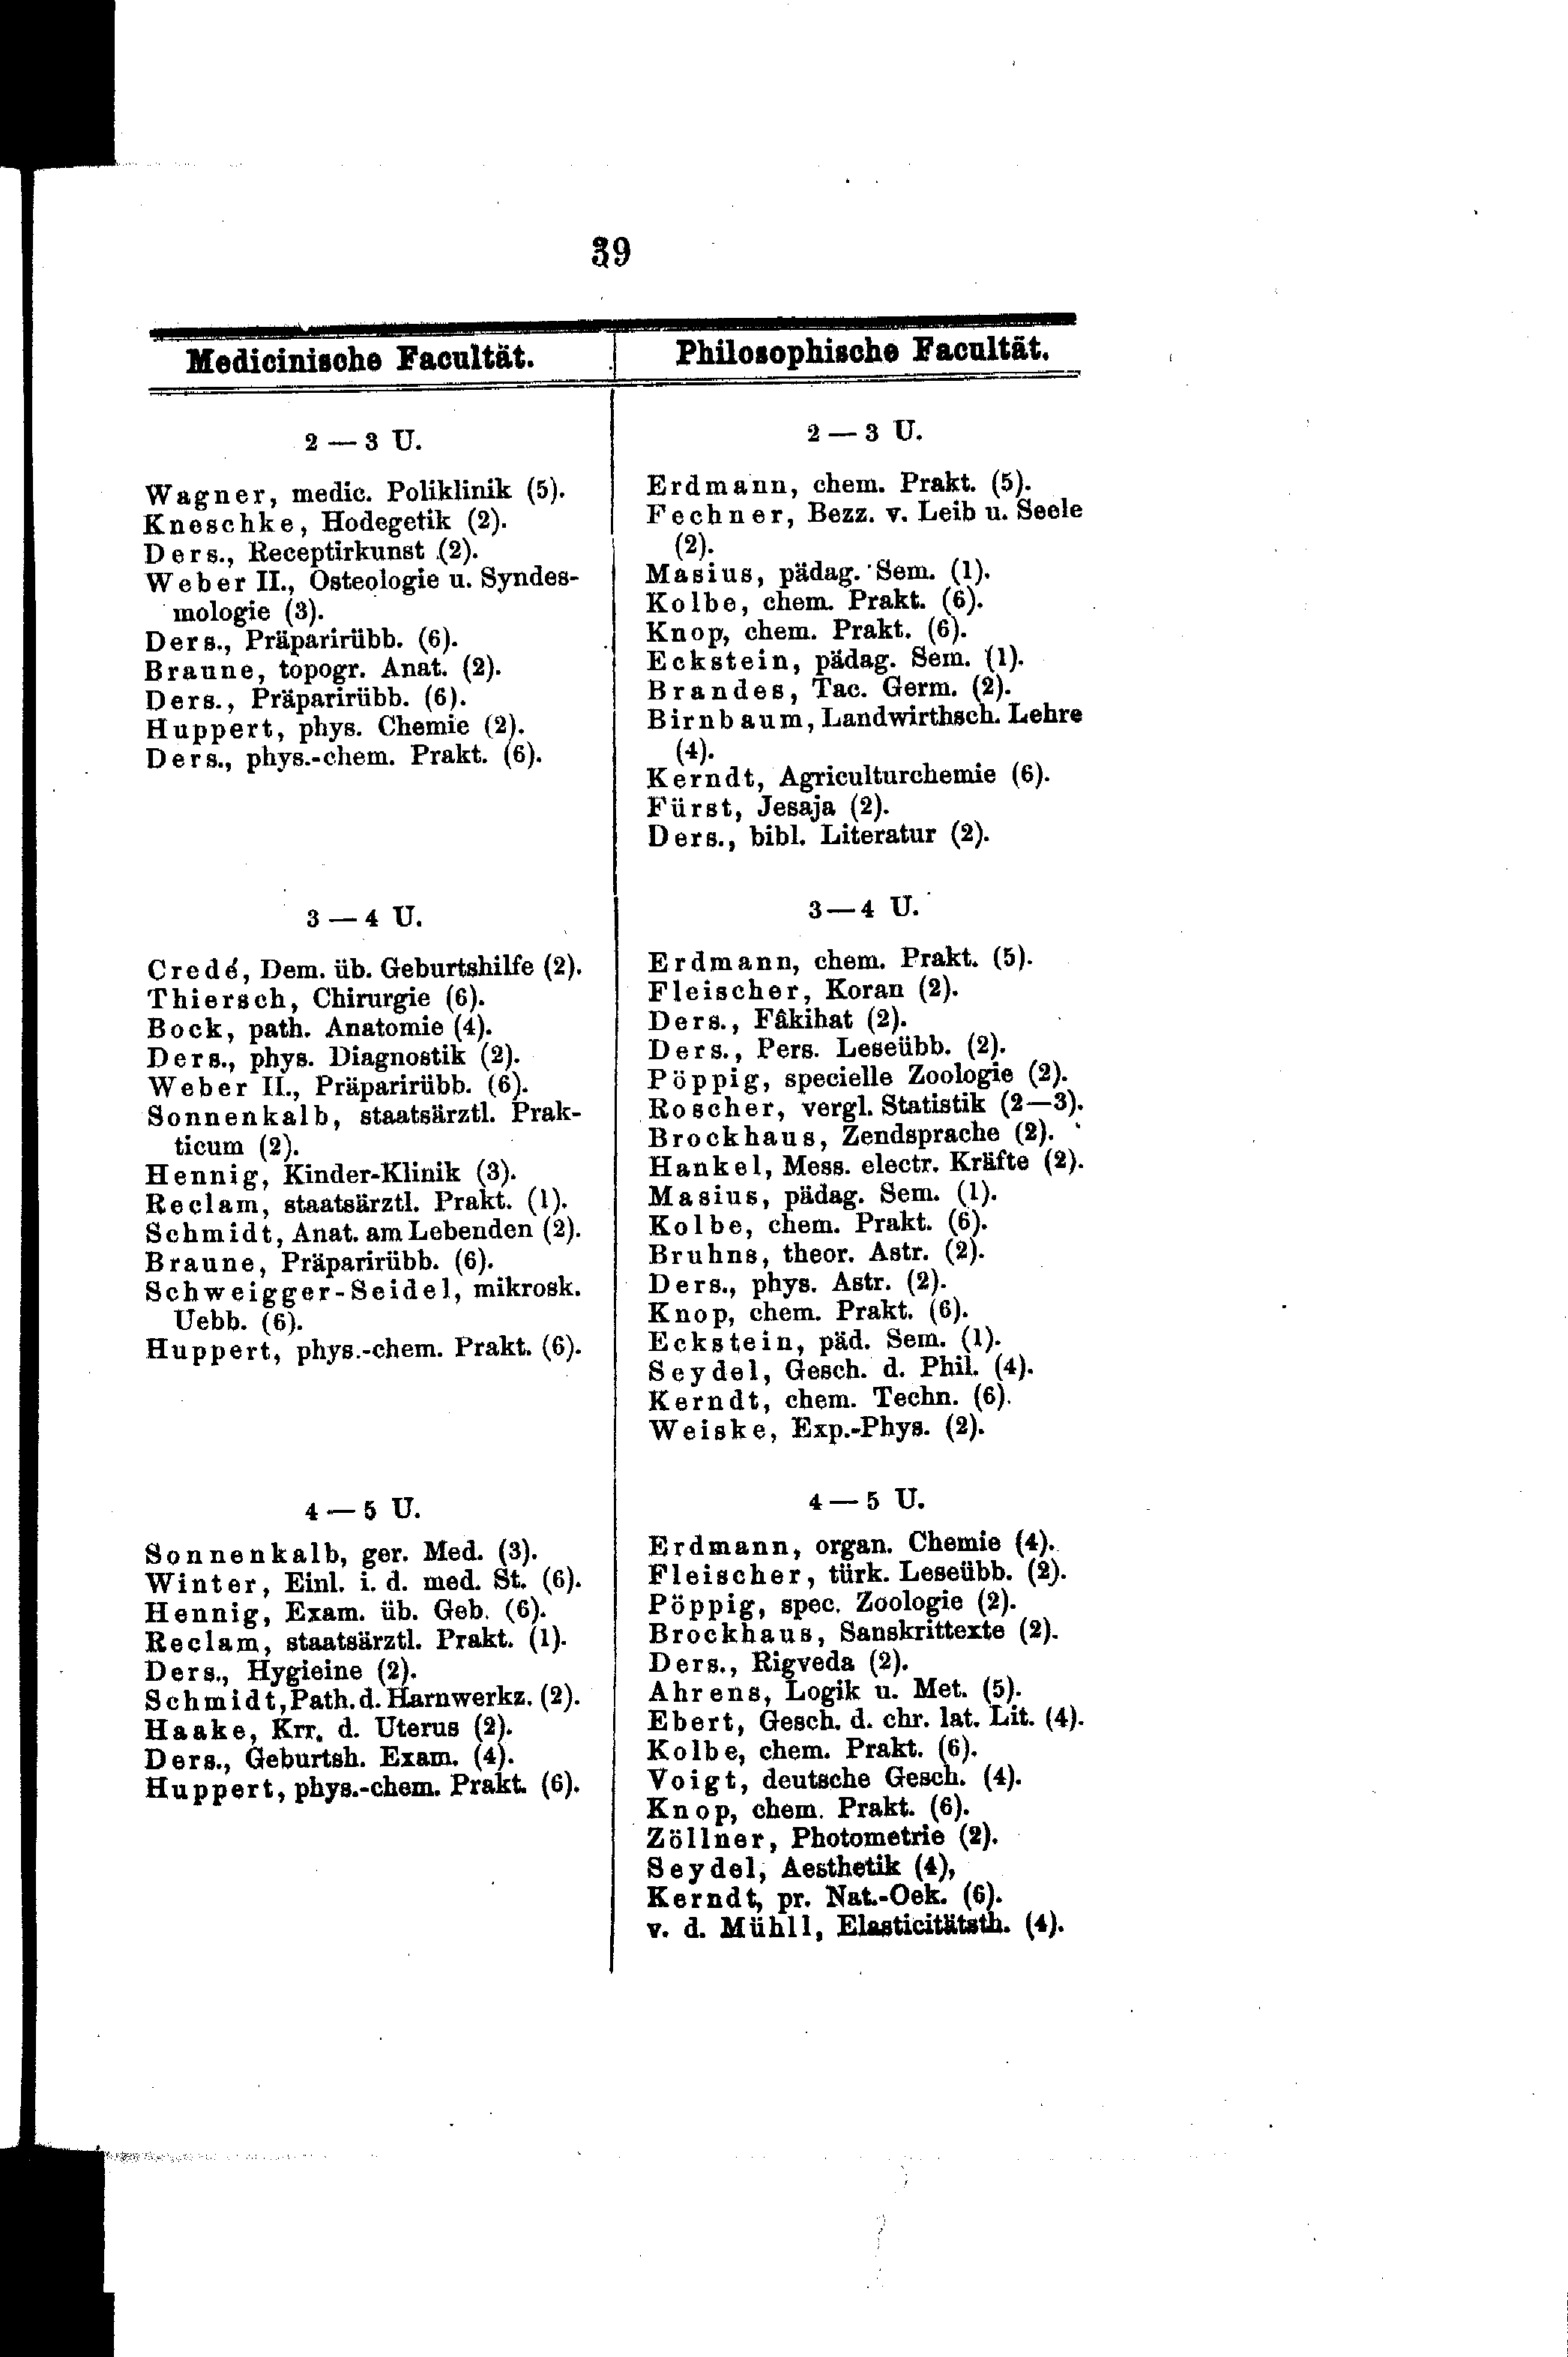 39
Medicinische Facultät.
2 — 3 U.
Wagner, medic. Poliklinik (5).
Kneschke, Hodegetik (2).
Ders., Receptirkunst (2).
Weber II., Osteologie u. Syndes-
mologie (3).
Ders., Präparirübb. (6).
Braune, topogr. Anat. (2).
Ders., Präparirübb. (6).
Huppert, phys. Chemie (2).
Ders., phys.-chem. Prakt. (6).
3 — 4 U.
Credé, Dem. üb. Geburtshilfe (2).
Thiersch, Chirurgie (6).
Bock, path. Anatomie (4).
Ders., phys. Diagnostik (2).
Weber II., Präparirübb. (6).
Sonnenkalb, staatsärztl. Prak-
ticum (2).
Hennig, Kinder-Klinik (3).
Reclam, staatsärztl. Prakt. (1).
Schmidt, Anat. am Lebenden (2).
Braune, Präparirübb. (6).
Schweigger-Seidel, mikrosk.
Uebb. (6).
Huppert, phys.-chem. Prakt. (6).
4 — 5 U.
Sonnenkalb, ger. Med. (3).
Winter, Einl. i. d. med. St. (6).
Hennig, Exam. üb. Geb. (6).
Reclam, staatsärztl. Prakt. (1).
Ders., Hygieine (2).
Schmidt, Path. d. Harnwerkz. (2).
Haake, Krr. d. Uterus (2).
Ders., Geburtsh. Exam. (4).
Huppert, phys.-chem. Prakt. (6).
Philosophische Facultät.
2 — 3 U.
Erdmann, chem. Prakt. (5).
Fechner, Bezz. v. Leib u. Seele
(2).
Masius, pädag. Sem. (1).
Kolbe, chem. Prakt. (6).
Knop, chem. Prakt. (6).
Eckstein, pädag. Sem. (1).
Brandes, Tac. Germ. (2).
Birnbaum, Landwirthsch. Lehre
(4).
Kerndt, Agriculturchemie (6).
Fürst, Jesaja (2).
Ders., bibl. Literatur (2).
3—4 U.
Erdmann, chem. Prakt. (5).
Fleischer, Koran (2).
Ders., Fâkihat (2).
Ders., Pers. Leseübb. (2).
Pöppig, specielle Zoologie (2).
Roscher, vergl. Statistik (2—3).
Brockhaus, Zendsprache (2).
Hankel, Mess. electr. Kräfte (2).
Masius, pädag. Sem. (1).
Kolbe, chem. Prakt. (6).
Bruhns, theor. Astr. (2).
Ders., phys. Astr. (2).
Knop, chem. Prakt. (6).
Eckstein, päd. Sem. (1).
Seydel, Gesch. d. Phil. (4).
Kerndt, chem. Techn. (6).
Weiske, Exp.-Phys. (2).
4 — 5 U.
Erdmann, organ. Chemie (4).
Fleischer, türk. Leseübb. (2).
Pöppig, spec. Zoologie (2).
Brockhaus, Sanskrittexte (2).
Ders., Rigveda (2).
Ahrens, Logik u. Met. (5).
Ebert, Gesch. d. chr. lat. Lit. (4).
Kolbe, chem. Prakt. (6).
Voigt, deutsche Gesch. (4).
Knop, chem. Prakt. (6).
Zöllner, Photometrie (2).
Seydel, Aesthetik (4),
Kerndt, pr. Nat.-Oek. (6).
v. d. Mühll, Elasticitätsth. (4).